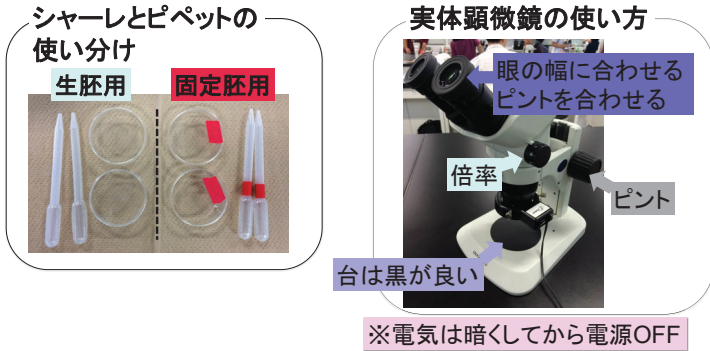 シャーレとピペットの
使い分け
生胚用
固定胚用
実体顕微鏡の使い方
眼の幅に合わせる
ピントを合わせる
倍率
ピント
台は黒が良い
※電気は暗くしてから電源OFF